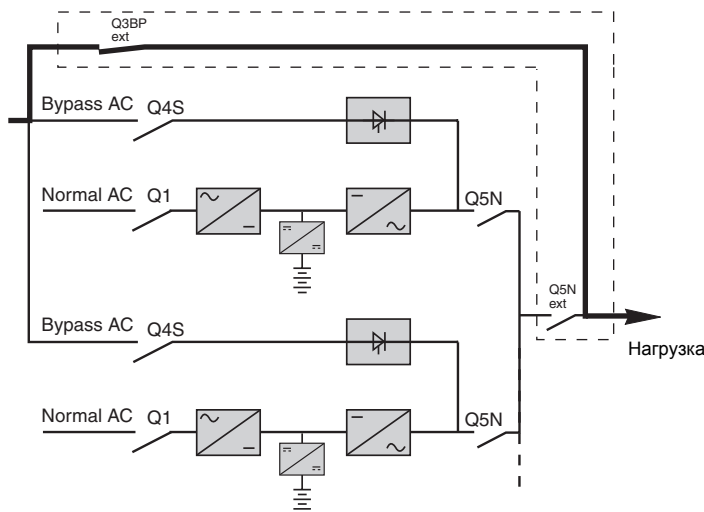 Q3BP
ext
Bypass AC Q4S
Normal AC Q1
Q5N
Q5N
ext
Bypass AC Q4S
Нагрузка
Normal AC Q1
Q5N